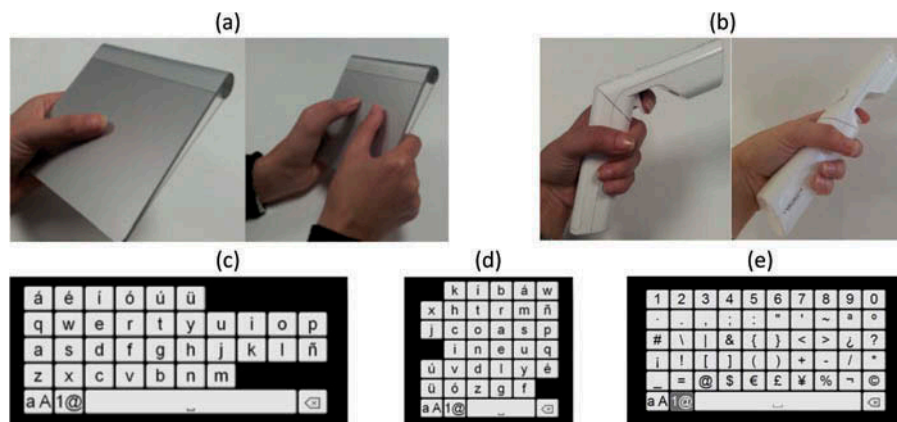 (a) (b)
(c) (d) (e)
á é í ó ú ü
q w e r t y u i o p
a s d f g h j k l ñ
z x c v b n m
a A 1@ ⎵ ⌫
k í b á w
x h t r m ñ
j c o a s p
i n e u q
ú v d l y é
ü ó z g f
a A 1@ ⎵ ⌫
1 2 3 4 5 6 7 8 9 0
· . , ; : " ' ~ ª º
# \ | & { } < > ¿ ?
¡ ! [ ] ( ) + - / *
_ = @ $ € £ ¥ % ¬ ©
a A 1@ ⎵ ⌫